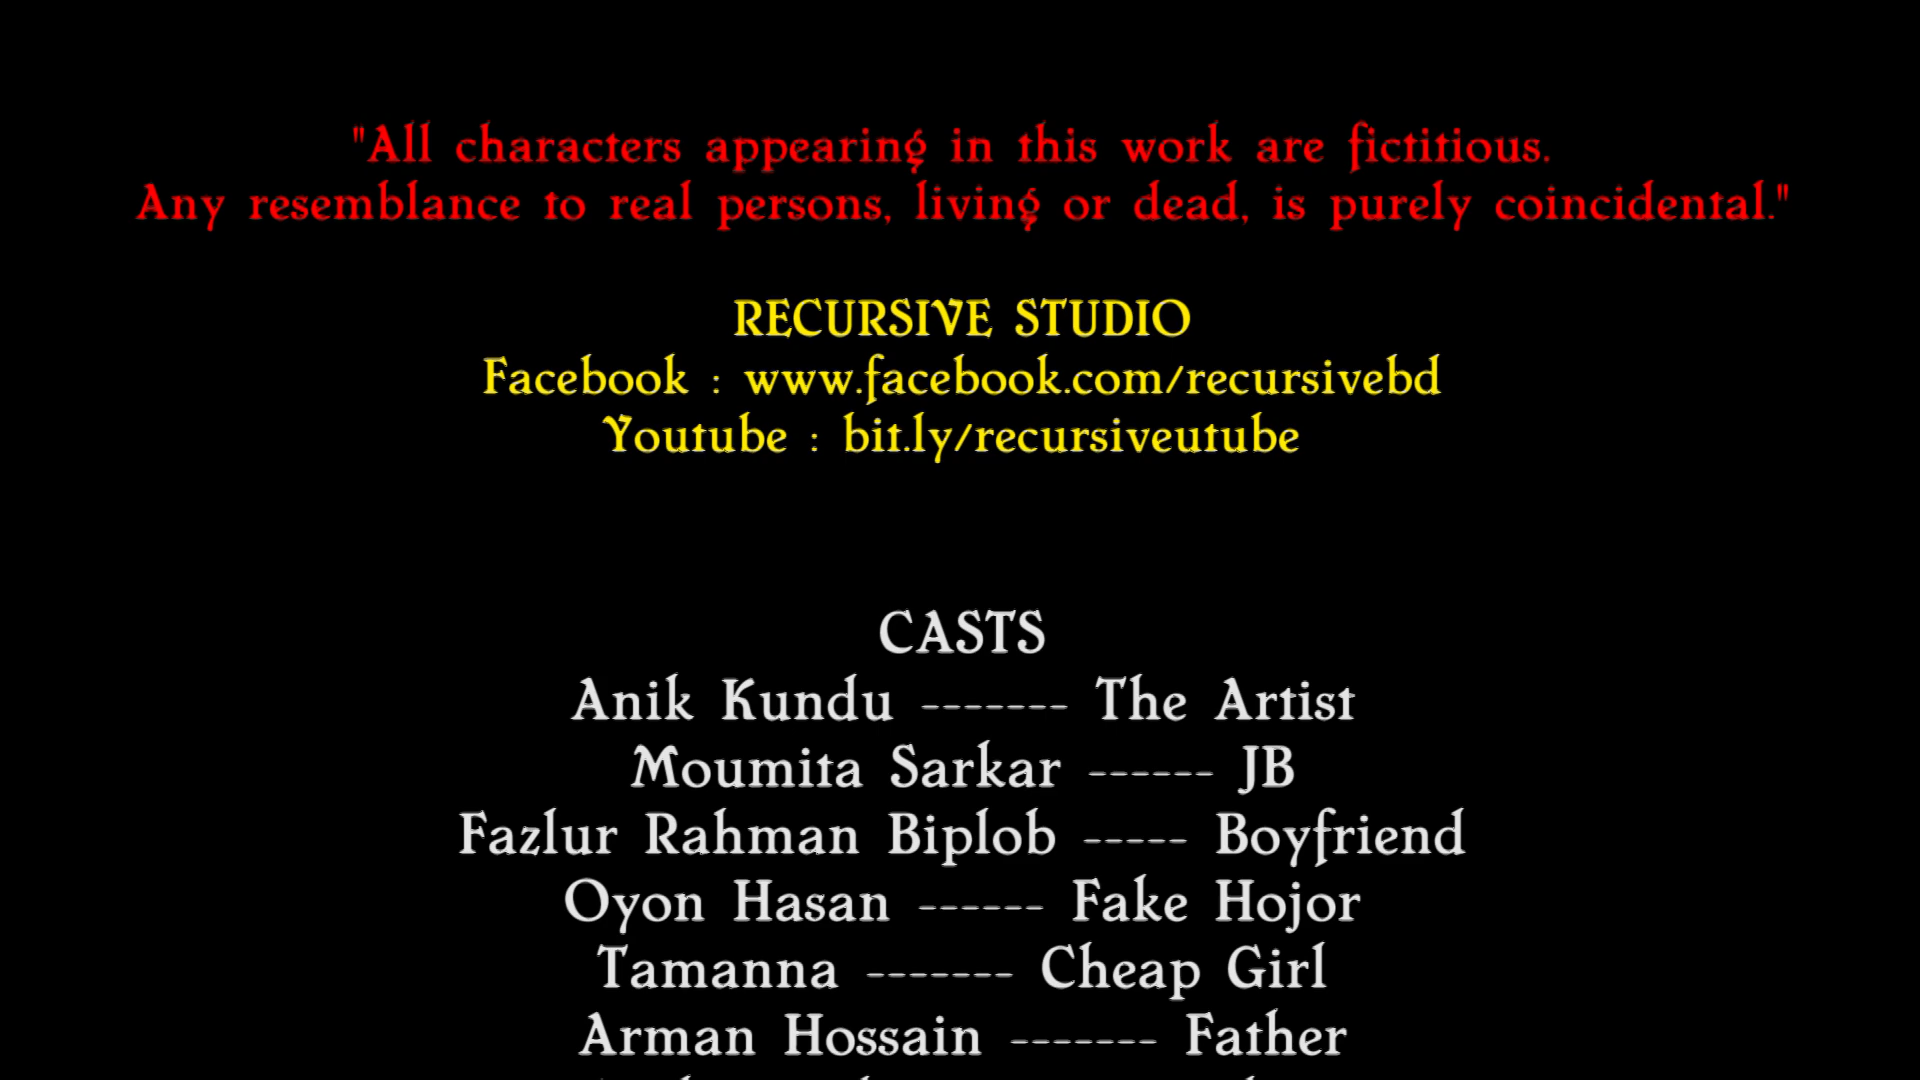 "All characters appearing in this work are fictitious.
Any resemblance to real persons, living or dead, is purely coincidental."
RECURSIVE STUDIO
Facebook : www.facebook.com/recursivebd
Youtube : bit.ly/recursiveutube
CASTS
Anik Kundu ------- The Artist
Moumita Sarkar ------ JB
Fazlur Rahman Biplob ----- Boyfriend
Oyon Hasan ------ Fake Hojor
Tamanna ------- Cheap Girl
Arman Hossain ------- Father